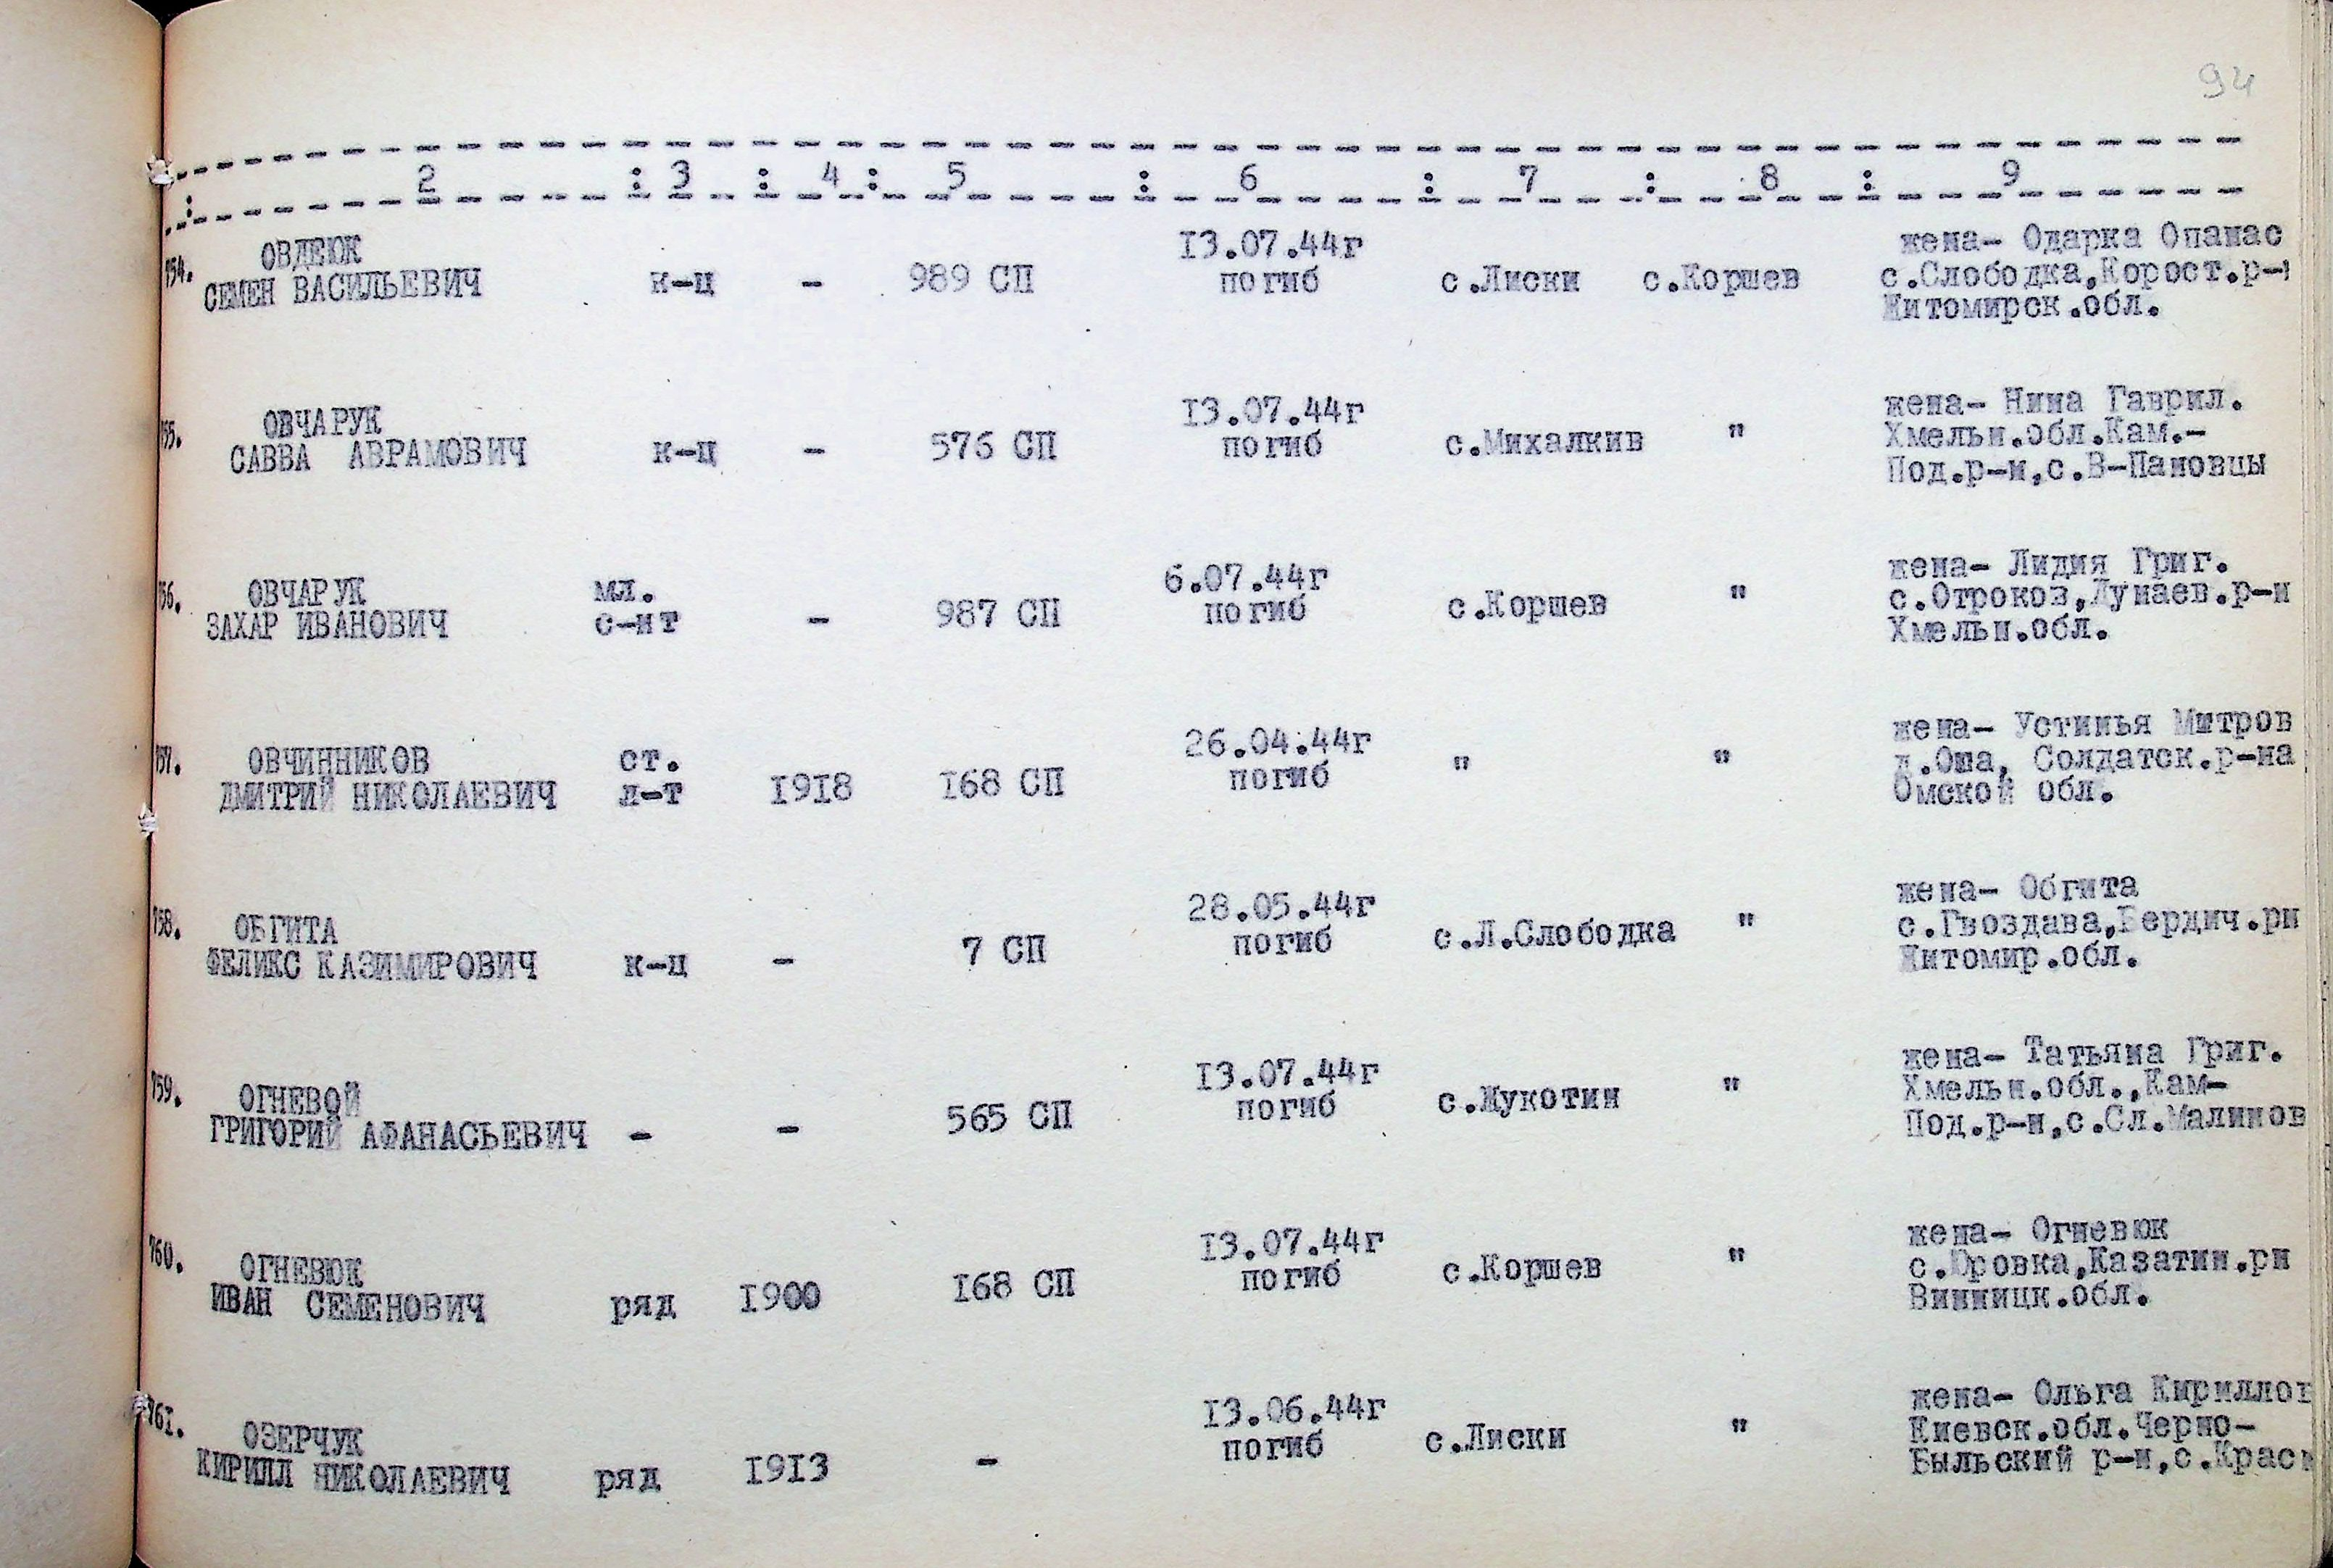 94
2 : 3 : 4 : 5 : 6 : 7 : 8 : 9
754. ОВДЕЮК
СЕМЕН ВАСИЛЬЕВИЧ к-ц - 989 СП 13.07.44г
погиб с.Лиски с.Коршев жена- Одарка Опанас
с.Слободка,Корост.р-н
Житомирск.обл.
755. ОВЧАРУК
САВВА АВРАМОВИЧ к-ц - 576 СП 13.07.44г
погиб с.Михалкив " жена- Нина Гаврил.
Хмельн.обл.Кам.-
Под.р-н,с.В-Пановцы
756. ОВЧАРУК
ЗАХАР ИВАНОВИЧ мл.
с-нт - 987 СП 6.07.44г
погиб с.Коршев " жена- Лидия Григ.
с.Отроков,Дунаев.р-н
Хмельн.обл.
757. ОВЧИННИКОВ
ДМИТРИЙ НИКОЛАЕВИЧ ст.
л-т 1918 168 СП 26.04.44г
погиб " " жена- Устинья Митров
д.Оша, Солдатск.р-на
Омской обл.
758. ОБГИТА
ФЕЛИКС КАЗИМИРОВИЧ к-ц - 7 СП 28.05.44г
погиб с.Л.Слободка " жена- Обгита
с.Гвоздава,Бердич.рн
Житомир.обл.
759. ОГНЕВОЙ
ГРИГОРИЙ АФАНАСЬЕВИЧ - - 565 СП 13.07.44г
погиб с.Жукотин " жена- Татьяна Григ.
Хмельн.обл.,Кам-
Под.р-н,с.Сл.Малинов
760. ОГНЕВЮК
ИВАН СЕМЕНОВИЧ ряд 1900 168 СП 13.07.44г
погиб с.Коршев " жена- Огневюк
с.Юровка,Казатин.рн
Винницк.обл.
761. ОЗЕРЧУК
КИРИЛЛ НИКОЛАЕВИЧ ряд 1913 - 13.06.44г
погиб с.Лиски " жена- Ольга Кириллов
Киевск.обл.Черно-
Быльский р-н,с.Красн